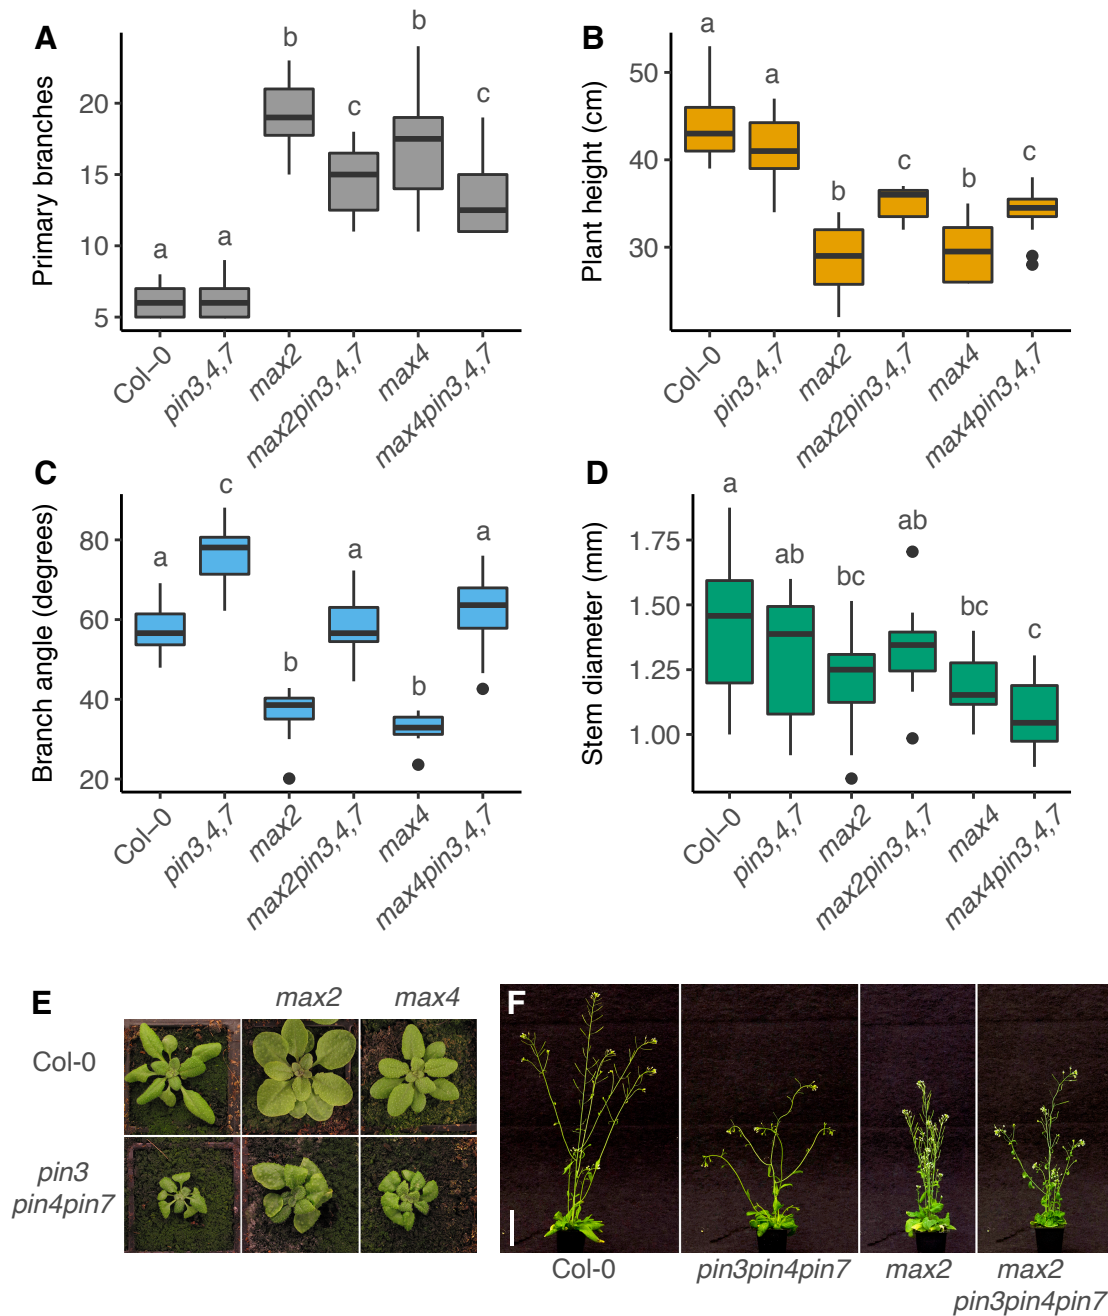 A
Primary branches
20
15
10
5
a
a
b
c
b
c
Col–0
pin3,4,7
max2
max2pin3,4,7
max4
max4pin3,4,7
B
Plant height (cm)
50
40
30
a
a
b
c
b
c
Col–0
pin3,4,7
max2
max2pin3,4,7
max4
max4pin3,4,7
C
Branch angle (degrees)
80
60
40
20
a
c
b
a
b
a
Col–0
pin3,4,7
max2
max2pin3,4,7
max4
max4pin3,4,7
D
Stem diameter (mm)
1.75
1.50
1.25
1.00
a
ab
bc
ab
bc
c
Col–0
pin3,4,7
max2
max2pin3,4,7
max4
max4pin3,4,7
E
max2
max4
Col-0
pin3
pin4pin7
F
Col-0
pin3pin4pin7
max2
max2
pin3pin4pin7